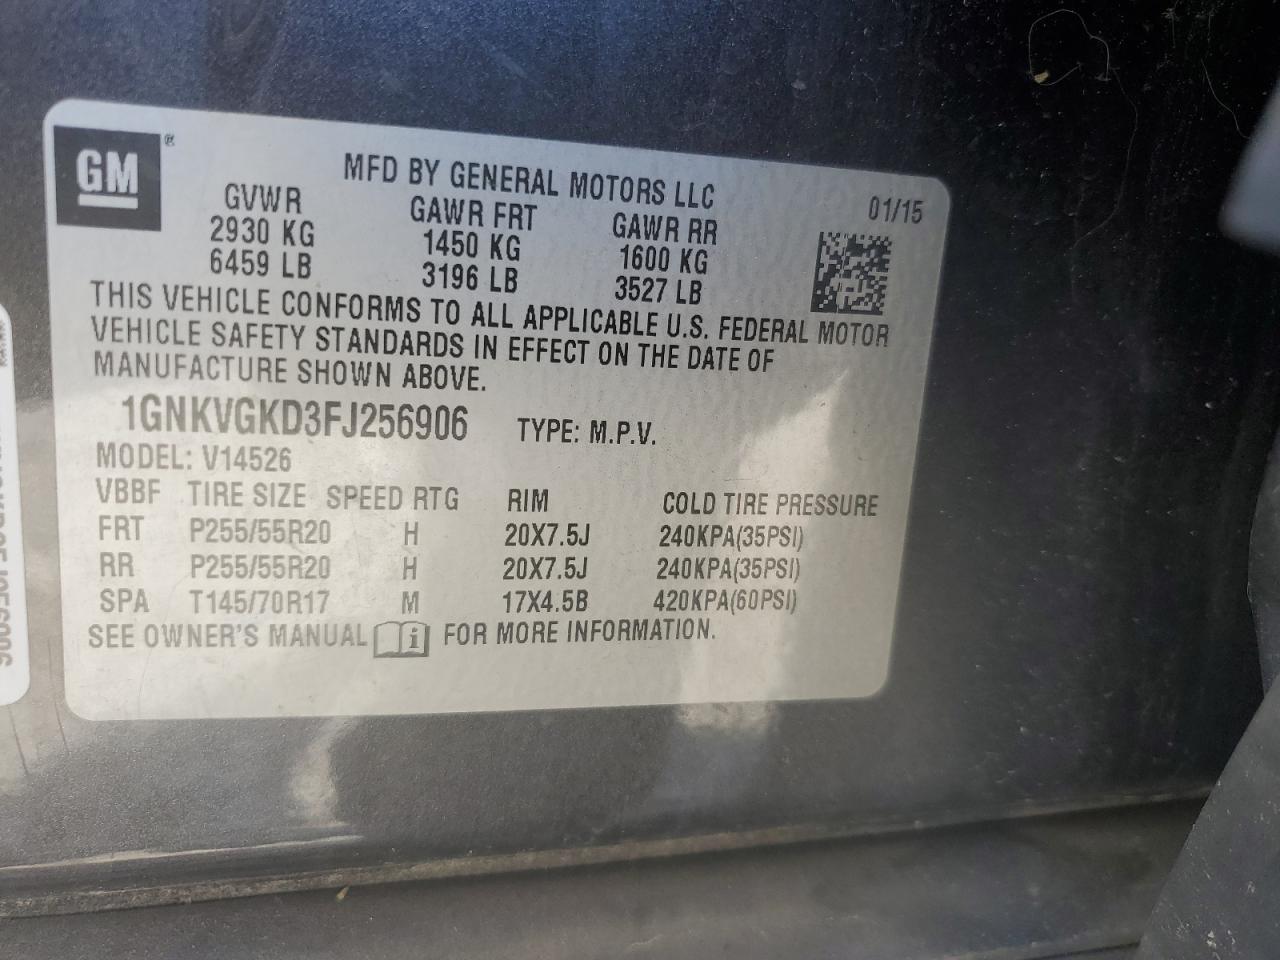 GM ®
MFD BY GENERAL MOTORS LLC
01/15
GVWR GAWR FRT GAWR RR
2930 KG 1450 KG 1600 KG
6459 LB 3196 LB 3527 LB
THIS VEHICLE CONFORMS TO ALL APPLICABLE U.S. FEDERAL MOTOR
VEHICLE SAFETY STANDARDS IN EFFECT ON THE DATE OF
MANUFACTURE SHOWN ABOVE.
1GNKVGKD3FJ256906 TYPE: M.P.V.
MODEL: V14526
VBBF TIRE SIZE SPEED RTG RIM COLD TIRE PRESSURE
FRT P255/55R20 H 20X7.5J 240KPA(35PSI)
RR P255/55R20 H 20X7.5J 240KPA(35PSI)
SPA T145/70R17 M 17X4.5B 420KPA(60PSI)
SEE OWNER'S MANUAL i FOR MORE INFORMATION.